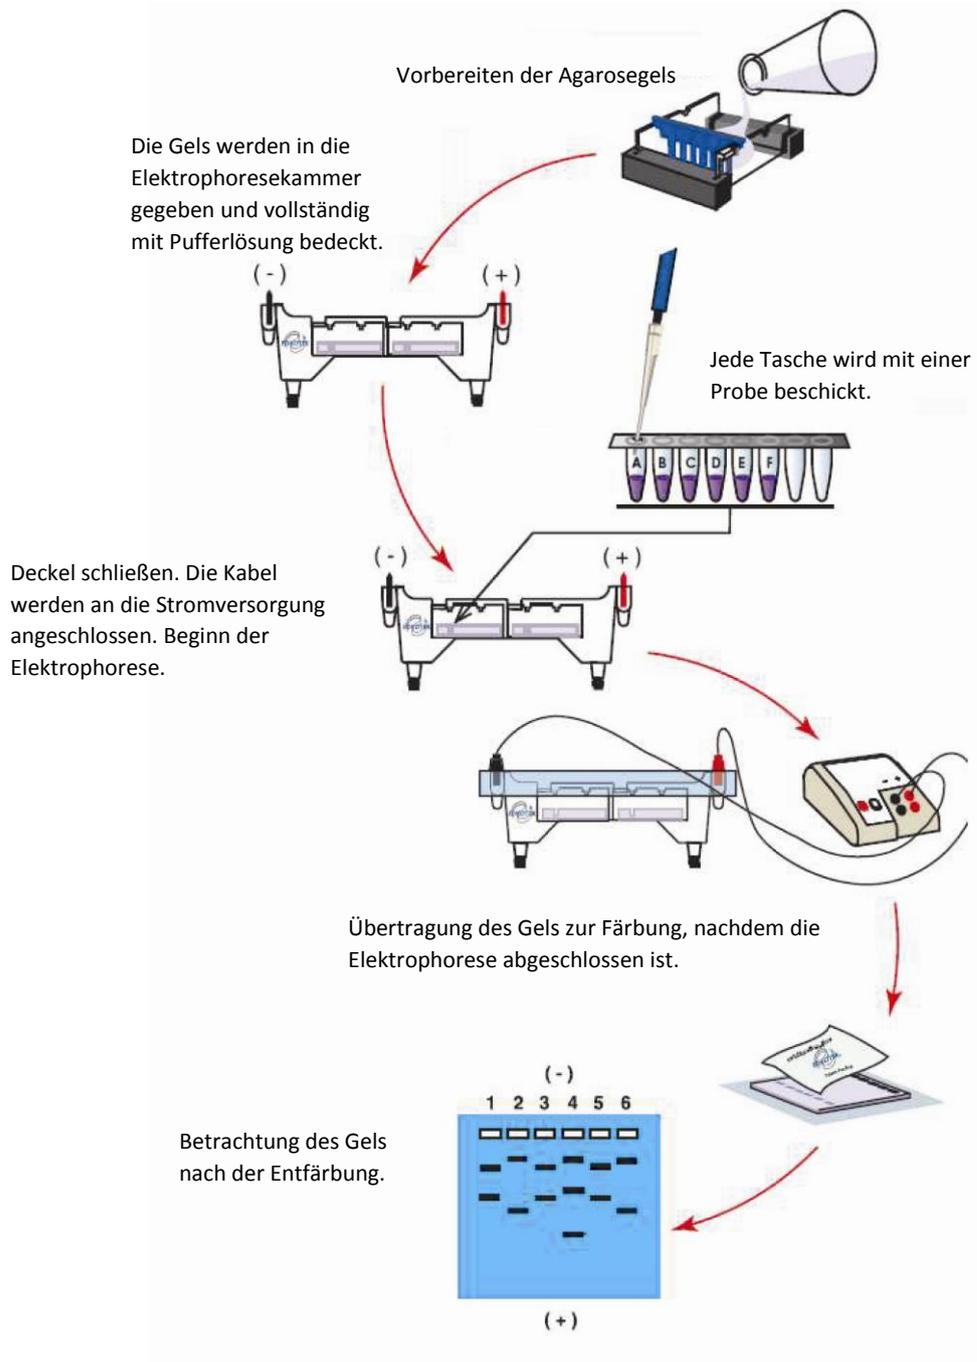 Vorbereiten der Agarosegels
Die Gels werden in die
Elektrophoresekammer
gegeben und vollständig
mit Pufferlösung bedeckt.
(-)
(+)
Jede Tasche wird mit einer
Probe beschickt.
A B C D E F
(-)
(+)
Deckel schließen. Die Kabel
werden an die Stromversorgung
angeschlossen. Beginn der
Elektrophorese.
- +
Übertragung des Gels zur Färbung, nachdem die
Elektrophorese abgeschlossen ist.
(-)
1 2 3 4 5 6
Betrachtung des Gels
nach der Entfärbung.
(+)